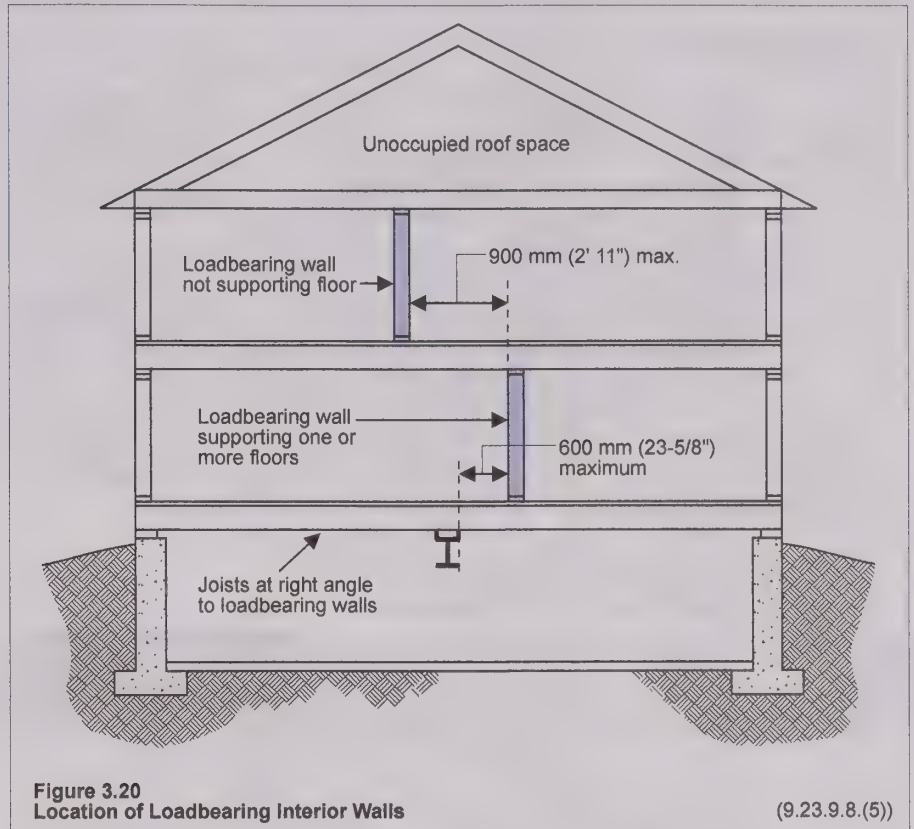 Unoccupied roof space
Loadbearing wall
not supporting floor
900 mm (2' 11") max.
Loadbearing wall
supporting one or
more floors
600 mm (23-5/8")
maximum
Joists at right angle
to loadbearing walls
Figure 3.20
Location of Loadbearing Interior Walls
(9.23.9.8.(5))